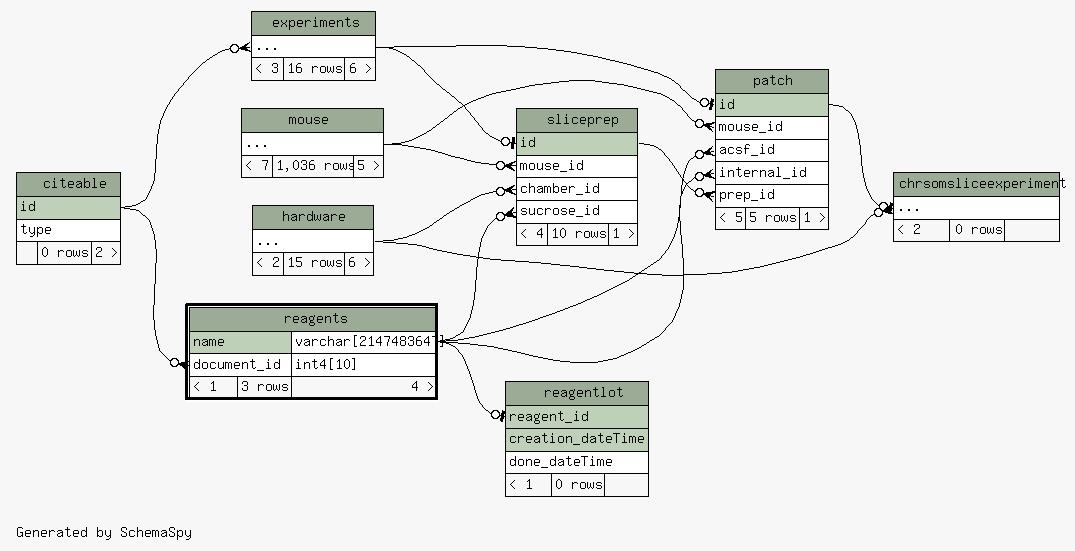 experiments
...
< 3 16 rows 6 >
mouse
...
< 7 1,036 rows 5 >
hardware
...
< 2 15 rows 6 >
citeable
id
type
0 rows 2 >
reagents
name varchar[2147483647]
document_id int4[10]
< 1 3 rows 4 >
sliceprep
id
mouse_id
chamber_id
sucrose_id
< 4 10 rows 1 >
patch
id
mouse_id
acsf_id
internal_id
prep_id
< 5 5 rows 1 >
chrsomsliceexperiment
...
< 2 0 rows
reagentlot
reagent_id
creation_dateTime
done_dateTime
< 1 0 rows
Generated by SchemaSpy